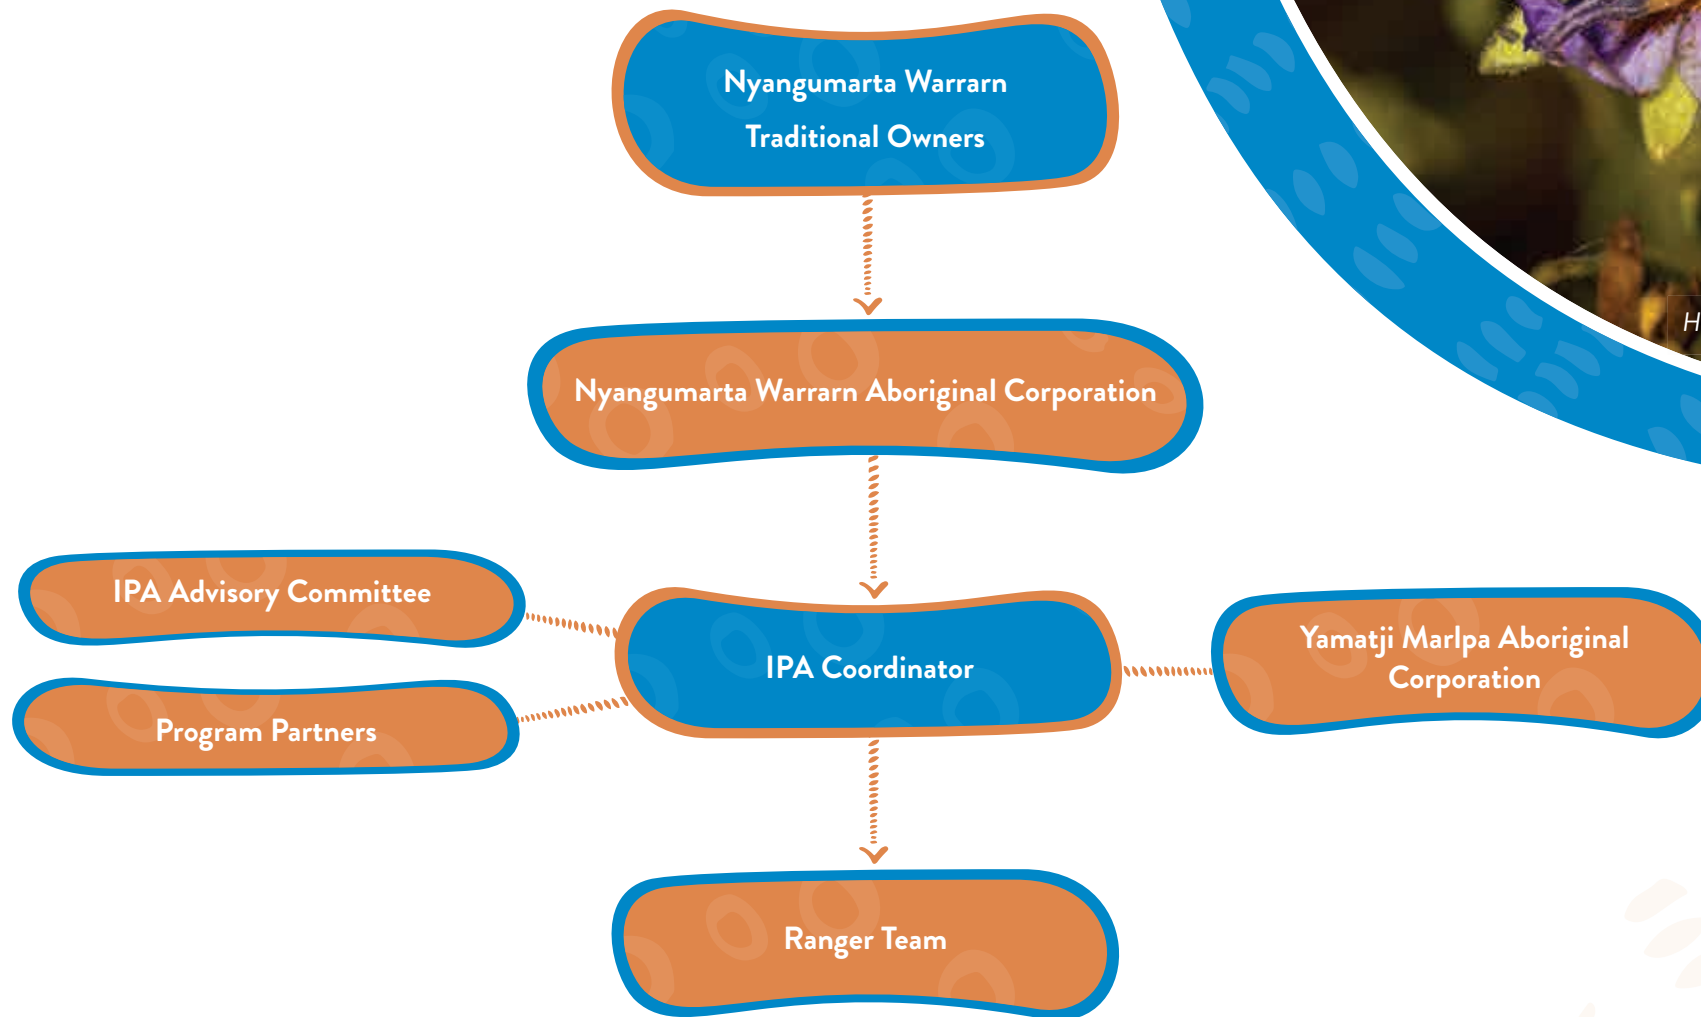 Nyangumarta Warrarn
Traditional Owners
Nyangumarta Warrarn Aboriginal Corporation
IPA Advisory Committee
IPA Coordinator
Yamatji Marlpa Aboriginal
Corporation
Program Partners
Ranger Team